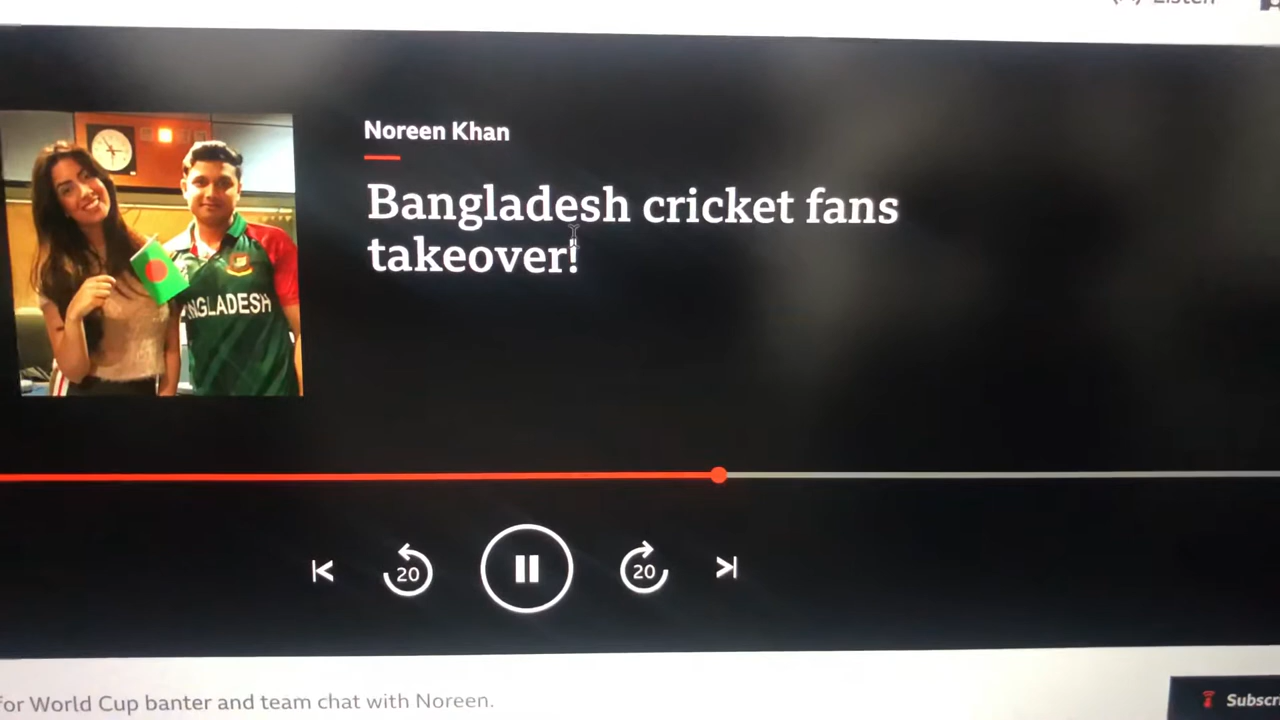 Listen
Noreen Khan
Bangladesh cricket fans
takeover!
NGLADESH
20
20
for World Cup banter and team chat with Noreen.
Subscr